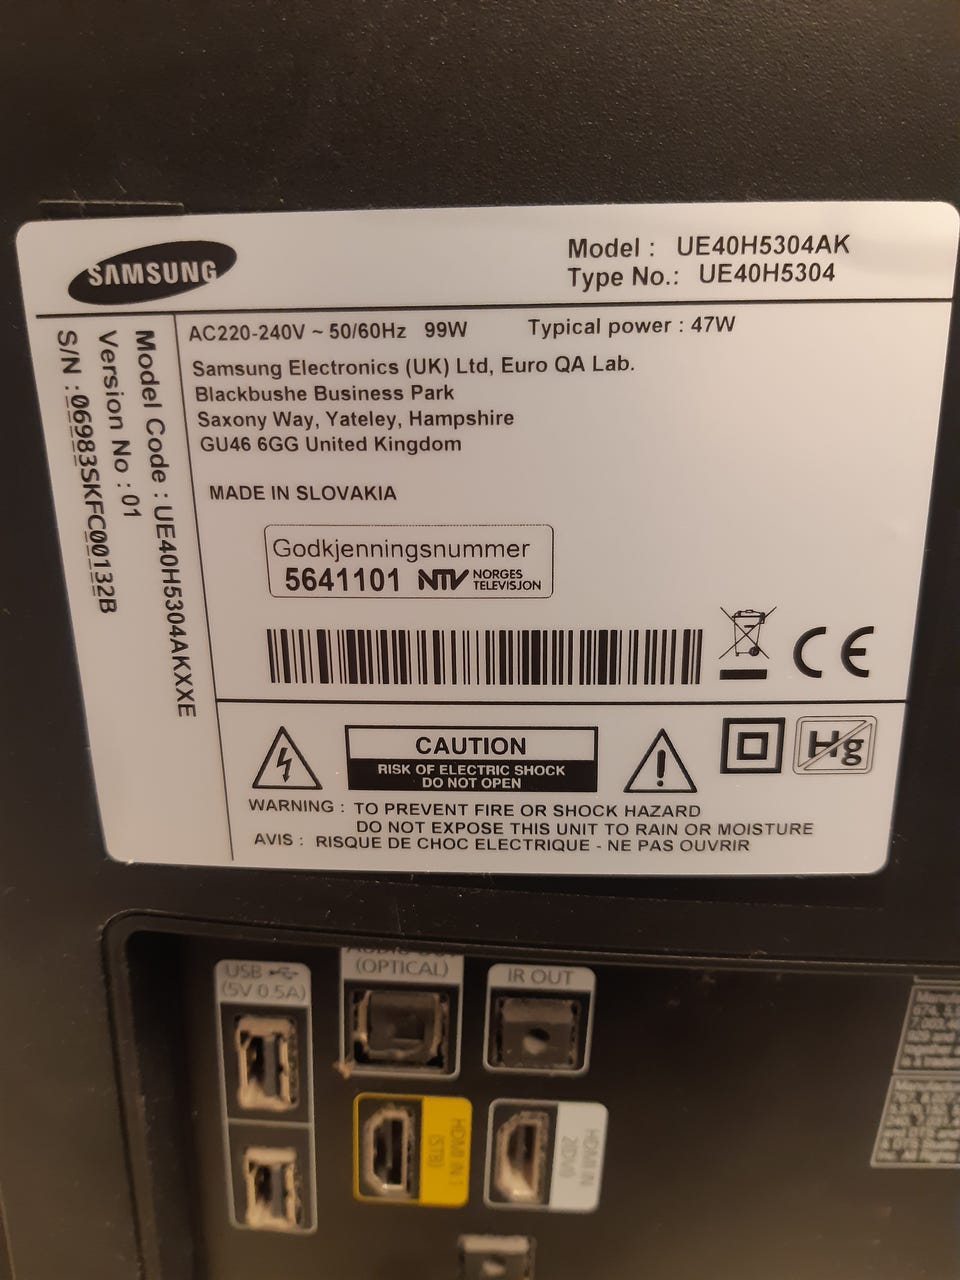 SAMSUNG
Model : UE40H5304AK
Type No.: UE40H5304
Model Code : UE40H5304AKXXXE
Version No : 01
S/N : 06983SKFC00132B
AC220-240V ~ 50/60Hz 99W Typical power : 47W
Samsung Electronics (UK) Ltd, Euro QA Lab.
Blackbushe Business Park
Saxony Way, Yateley, Hampshire
GU46 6GG United Kingdom
MADE IN SLOVAKIA
Godkjenningsnummer
5641101 NTV NORGES
TELEVISJON
CE
CAUTION
RISK OF ELECTRIC SHOCK
DO NOT OPEN
Hg
WARNING : TO PREVENT FIRE OR SHOCK HAZARD
DO NOT EXPOSE THIS UNIT TO RAIN OR MOISTURE
AVIS : RISQUE DE CHOC ELECTRIQUE - NE PAS OUVRIR
USB
(5V 0.5A)
(OPTICAL)
IR OUT
HDMI IN 1
(STB)
HDMI IN
2(DVI)